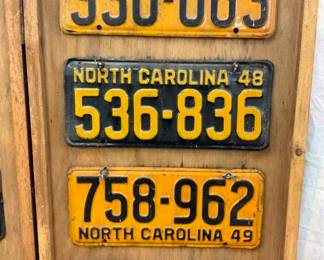 NORTH CAROLINA 48
536-836
758-962
NORTH CAROLINA 49